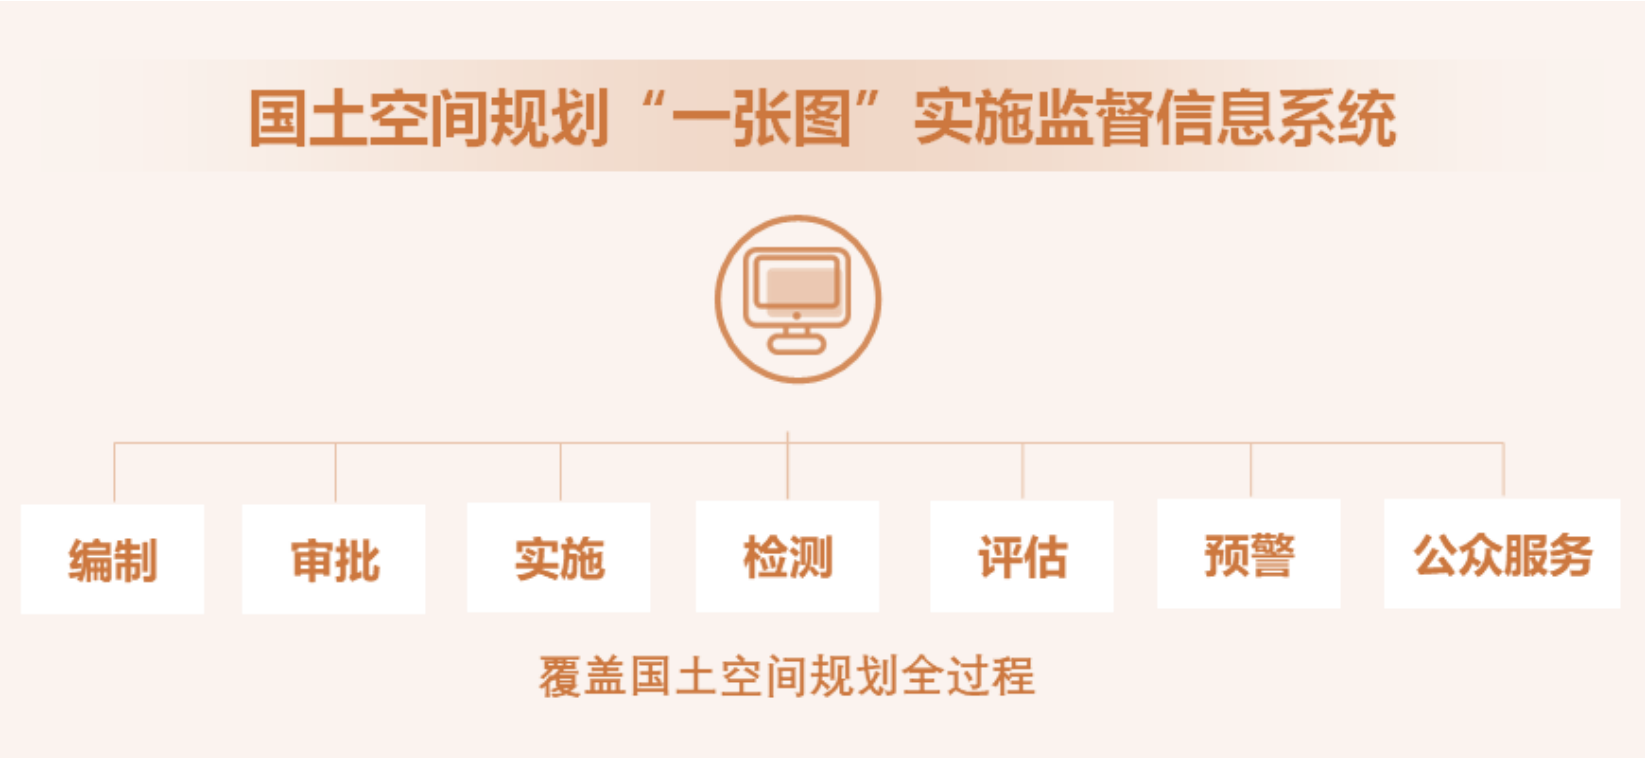 国土空间规划“一张图”实施监督信息系统
编制 审批 实施 检测 评估 预警 公众服务
覆盖国土空间规划全过程